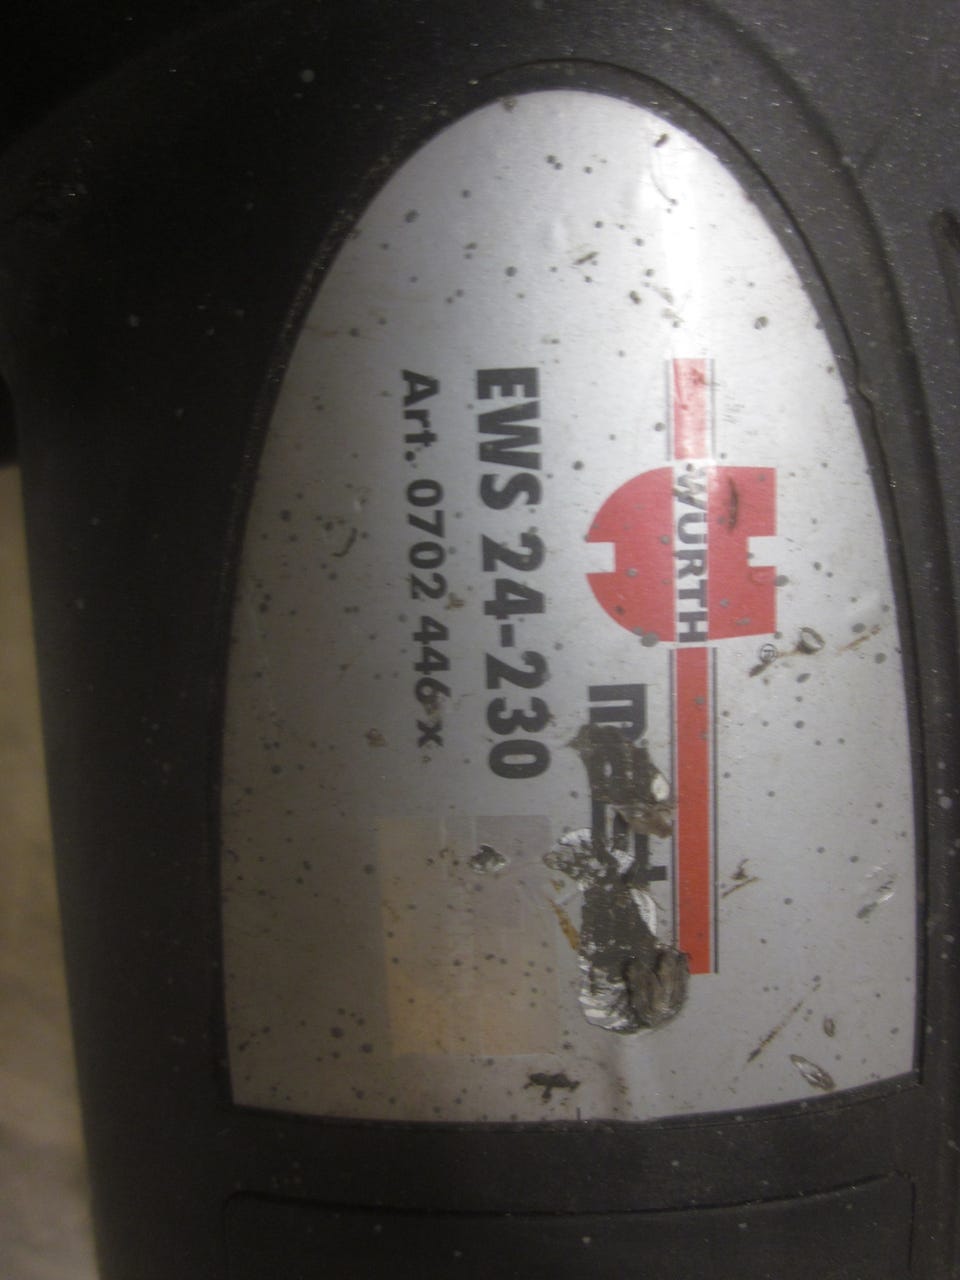 WÜRTH
®
EWS 24-230
Art. 0702 446 x